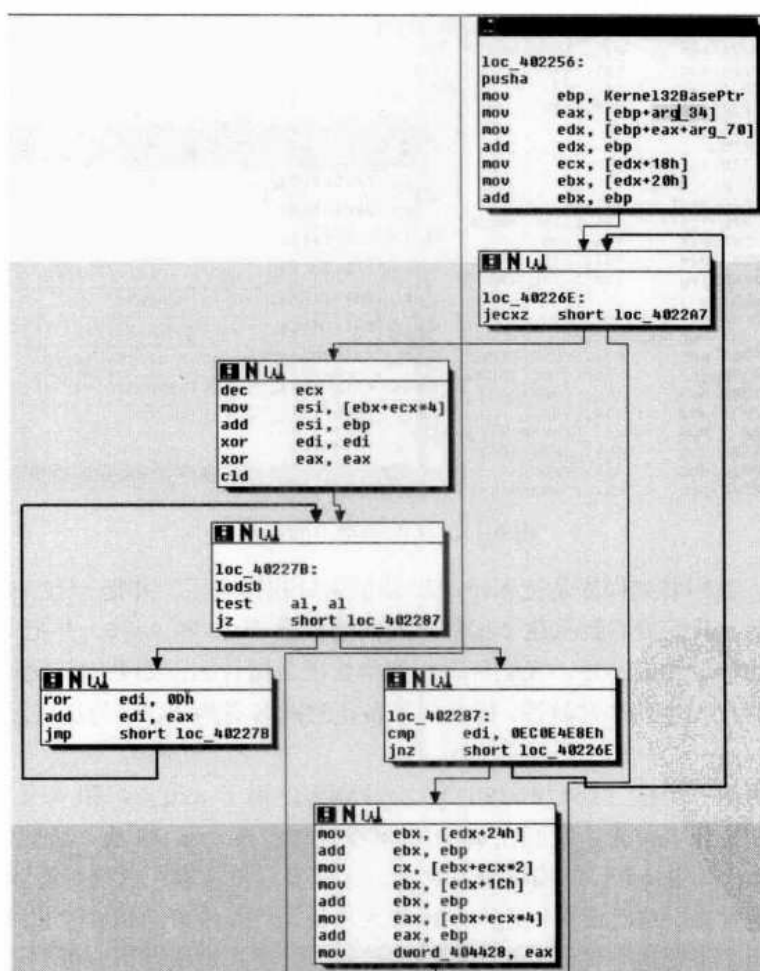 loc_402256:
pusha
mov ebp, Kernel32BasePtr
mov eax, [ebp+arg_34]
mov edx, [ebp+eax+arg_70]
add edx, ebp
mov ecx, [edx+18h]
mov ebx, [edx+20h]
add ebx, ebp
loc_40226E:
jecxz short loc_4022A7
dec ecx
mov esi, [ebx+ecx*4]
add esi, ebp
xor edi, edi
xor eax, eax
cld
loc_40227B:
lodsb
test al, al
jz short loc_402287
ror edi, 0Dh
add edi, eax
jmp short loc_40227B
loc_402287:
cmp edi, 0EC0E4E8Eh
jnz short loc_40226E
mov ebx, [edx+24h]
add ebx, ebp
mov cx, [ebx+ecx*2]
mov ebx, [edx+1Ch]
add ebx, ebp
mov eax, [ebx+ecx*4]
add eax, ebp
mov dword_404428, eax